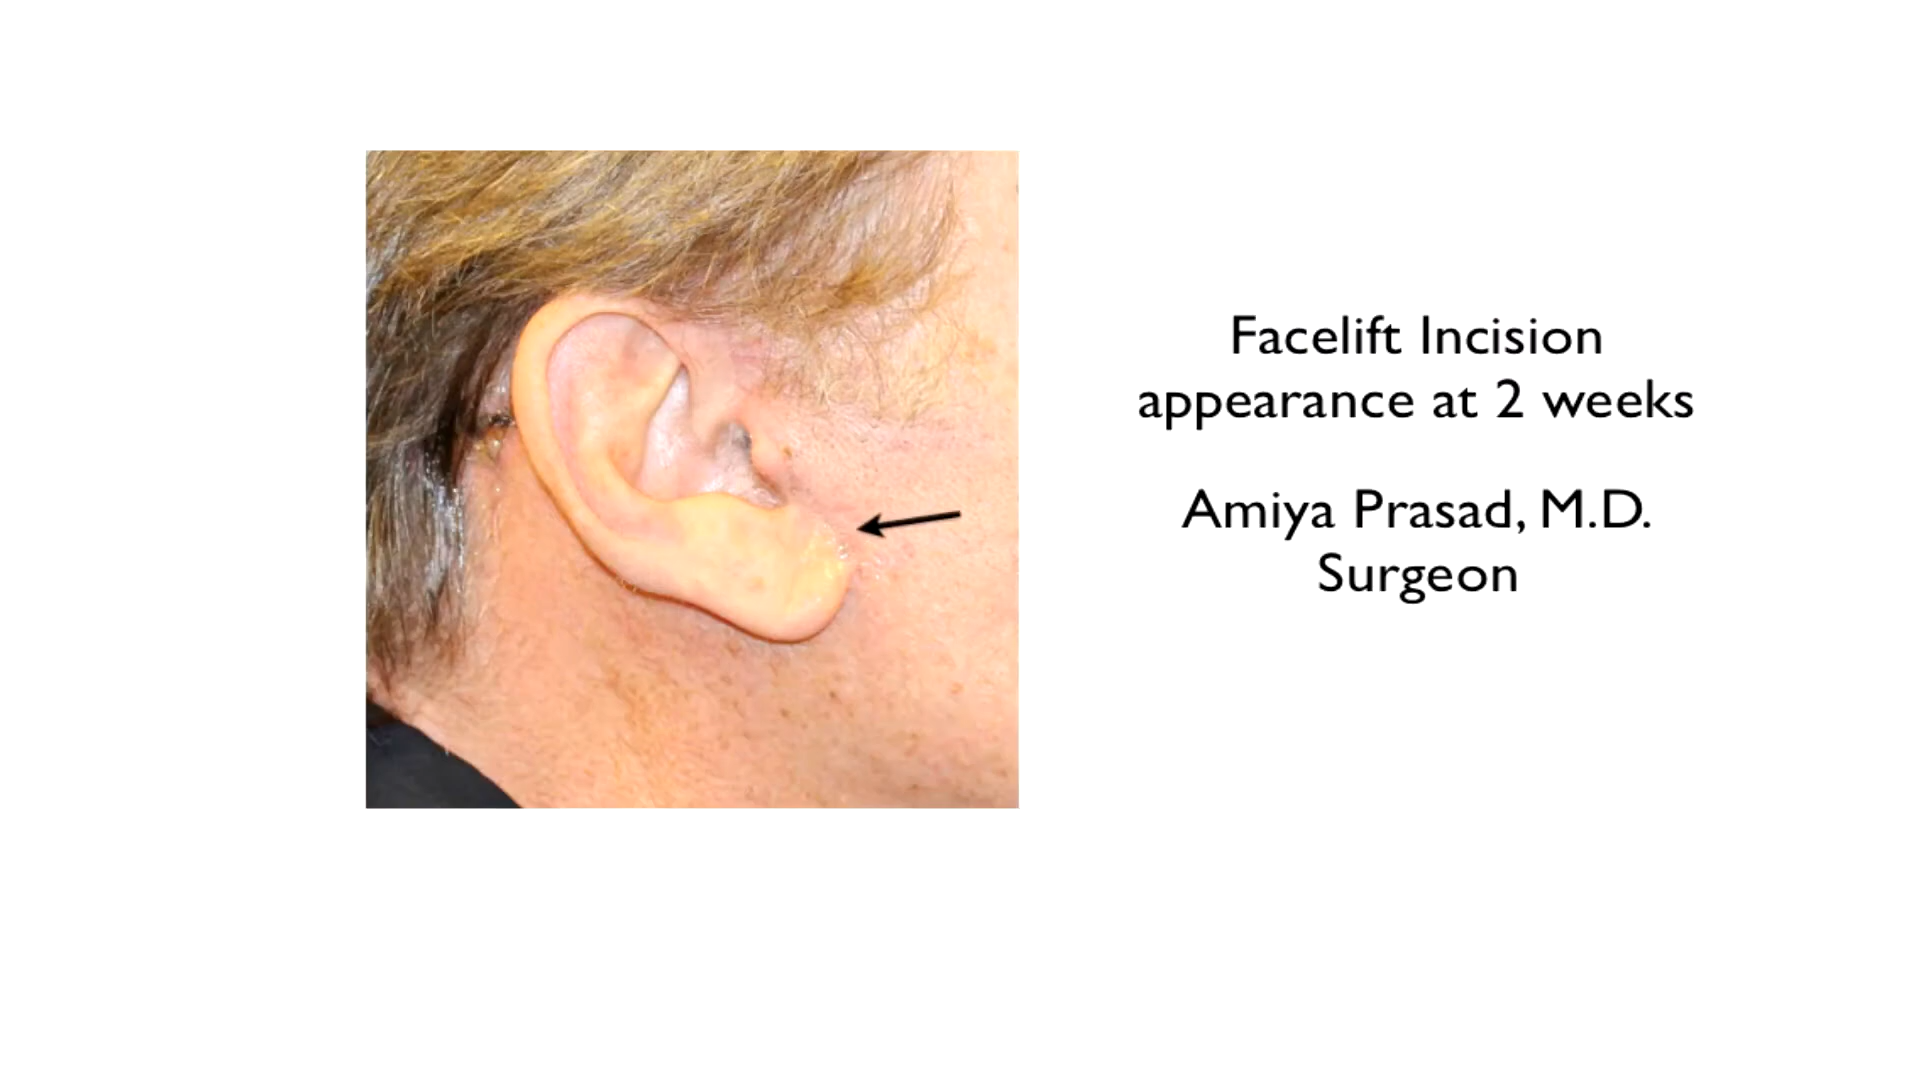 Facelift Incision
appearance at 2 weeks
Amiya Prasad, M.D.
Surgeon